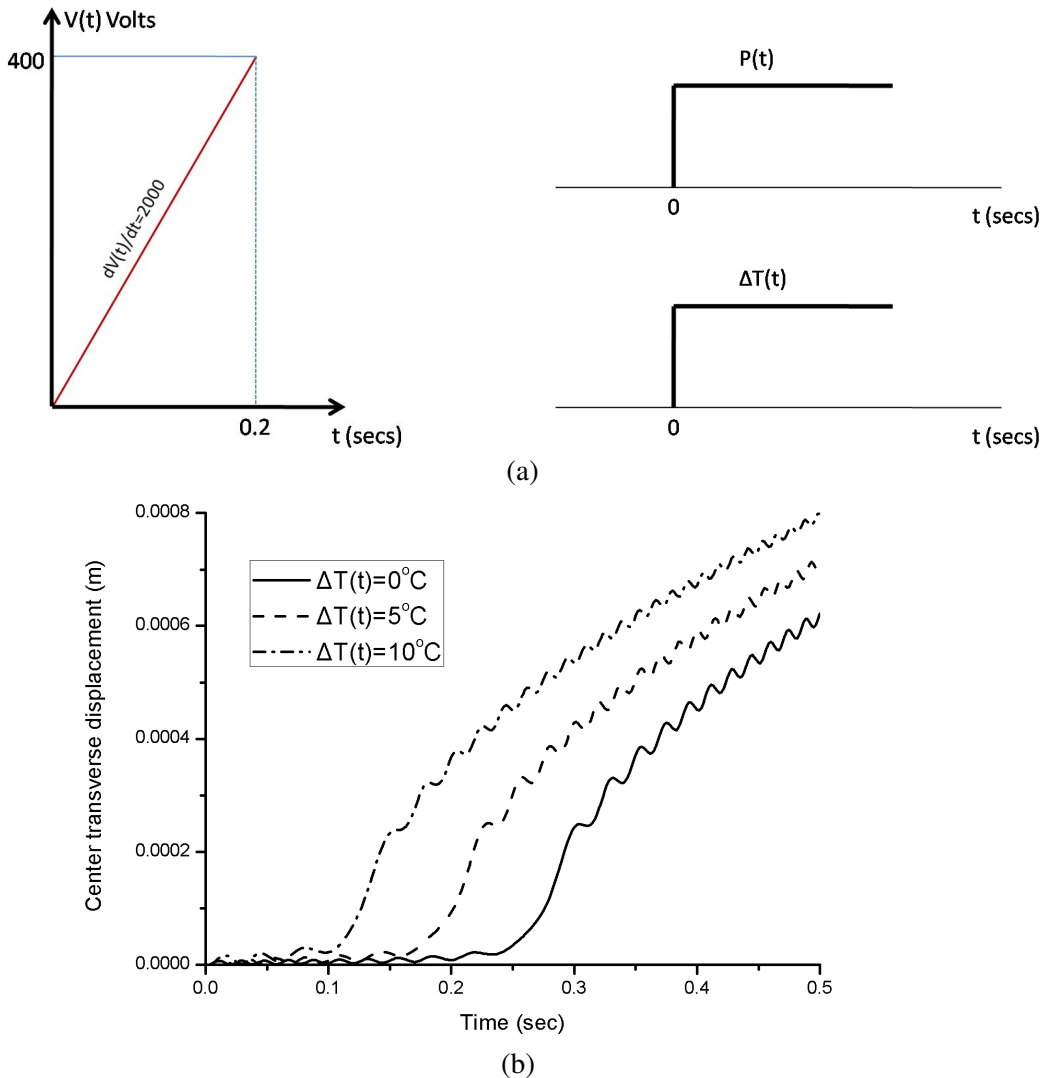 V(t) Volts
400
dV(t)/dt=2000
0.2
t (secs)
P(t)
0
t (secs)
ΔT(t)
0
t (secs)
(a)
Center transverse displacement (m)
0.0008
0.0006
0.0004
0.0002
0.0000
ΔT(t)=0°C
ΔT(t)=5°C
ΔT(t)=10°C
0.0
0.1
0.2
0.3
0.4
0.5
Time (sec)
(b)